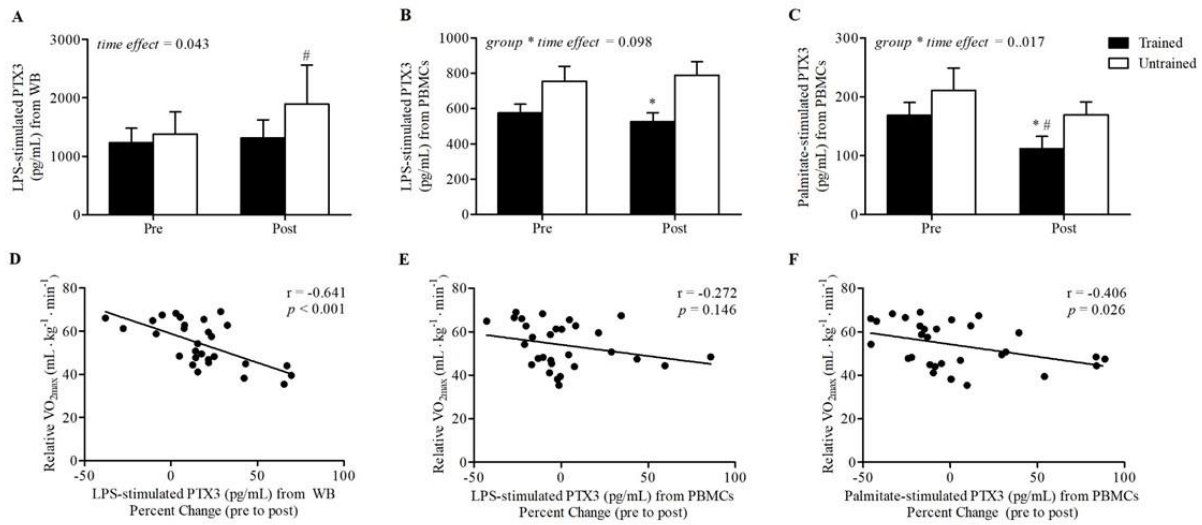 A
time effect = 0.043
LPS-stimulated PTX3
(pg/mL) from WB
3000
2000
1000
0
#
Pre
Post
B
group * time effect = 0.098
LPS-stimulated PTX3
(pg/mL) from PBMCs
1000
800
600
400
200
0
*
Pre
Post
C
group * time effect = 0..017
Palmitate-stimulated PTX3
(pg/mL) from PBMCs
300
200
100
0
* #
Pre
Post
Trained
Untrained
D
r = -0.641
p < 0.001
Relative VO2max (mL · kg-1 · min-1)
80
60
40
20
0
-50
0
50
100
LPS-stimulated PTX3 (pg/mL) from WB
Percent Change (pre to post)
E
r = -0.272
p = 0.146
Relative VO2max (mL · kg-1 · min-1)
80
60
40
20
0
-50
0
50
100
LPS-stimulated PTX3 (pg/mL) from PBMCs
Percent Change (pre to post)
F
r = -0.406
p = 0.026
Relative VO2max (mL · kg-1 · min-1)
80
60
40
20
0
-50
0
50
100
Palmitate-stimulated PTX3 (pg/mL) from PBMCs
Percent Change (pre to post)